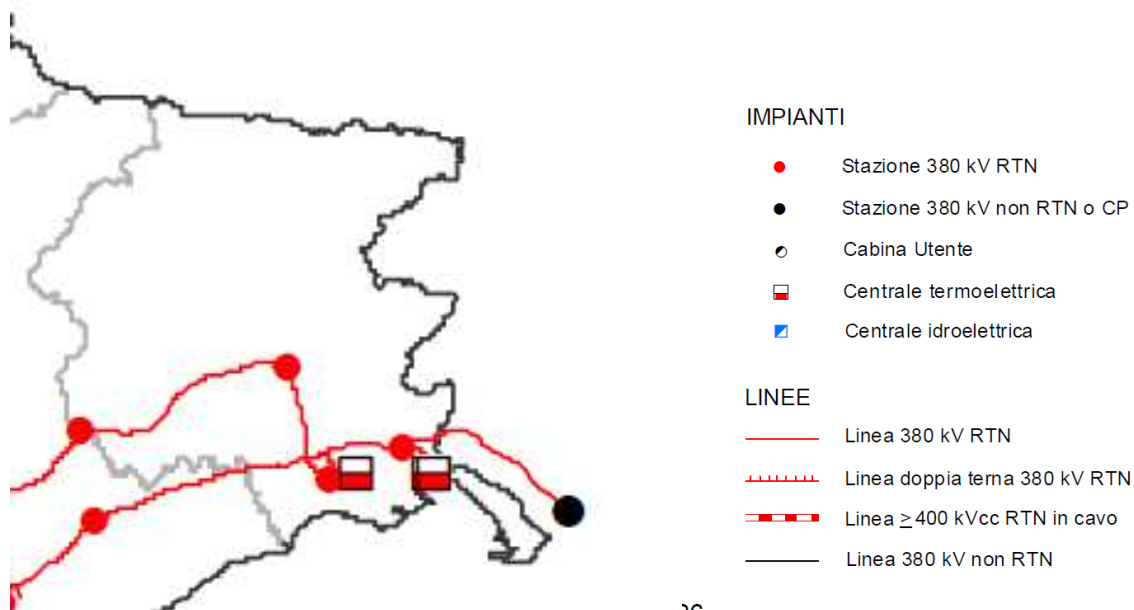 IMPIANTI
Stazione 380 kV RTN
Stazione 380 kV non RTN o CP
Cabina Utente
Centrale termoelettrica
Centrale idroelettrica
LINEE
Linea 380 kV RTN
Linea doppia terna 380 kV RTN
Linea ≥400 kVcc RTN in cavo
Linea 380 kV non RTN